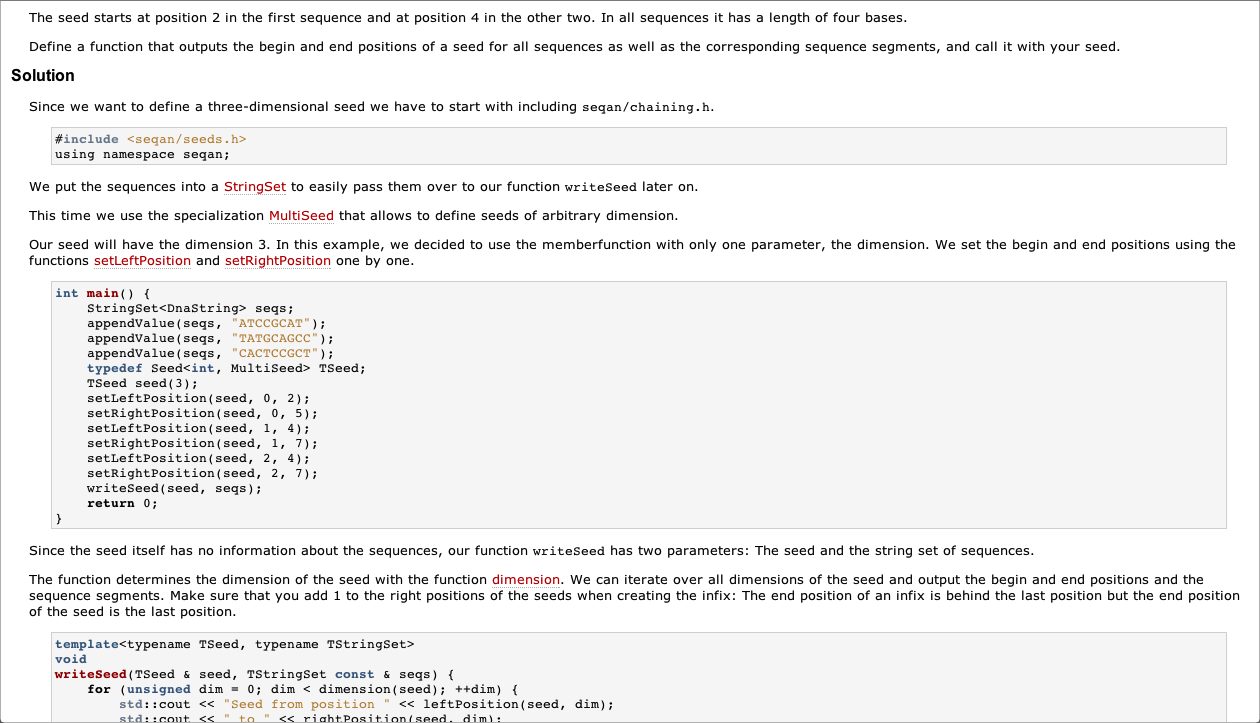 The seed starts at position 2 in the first sequence and at position 4 in the other two. In all sequences it has a length of four bases.
Define a function that outputs the begin and end positions of a seed for all sequences as well as the corresponding sequence segments, and call it with your seed.
Solution
Since we want to define a three-dimensional seed we have to start with including seqan/chaining.h.
#include <seqan/seeds.h>
using namespace seqan;
We put the sequences into a StringSet to easily pass them over to our function writeSeed later on.
This time we use the specialization MultiSeed that allows to define seeds of arbitrary dimension.
Our seed will have the dimension 3. In this example, we decided to use the memberfunction with only one parameter, the dimension. We set the begin and end positions using the
functions setLeftPosition and setRightPosition one by one.
int main() {
    StringSet<DnaString> seqs;
    appendValue(seqs, "ATCCGCAT");
    appendValue(seqs, "TATGCAGCC");
    appendValue(seqs, "CACTCCGCT");
    typedef Seed<int, MultiSeed> TSeed;
    TSeed seed(3);
    setLeftPosition(seed, 0, 2);
    setRightPosition(seed, 0, 5);
    setLeftPosition(seed, 1, 4);
    setRightPosition(seed, 1, 7);
    setLeftPosition(seed, 2, 4);
    setRightPosition(seed, 2, 7);
    writeSeed(seed, seqs);
    return 0;
}
Since the seed itself has no information about the sequences, our function writeSeed has two parameters: The seed and the string set of sequences.
The function determines the dimension of the seed with the function dimension. We can iterate over all dimensions of the seed and output the begin and end positions and the
sequence segments. Make sure that you add 1 to the right positions of the seeds when creating the infix: The end position of an infix is behind the last position but the end position
of the seed is the last position.
template<typename TSeed, typename TStringSet>
void
writeSeed(TSeed & seed, TStringSet const & seqs) {
    for (unsigned dim = 0; dim < dimension(seed); ++dim) {
        std::cout << "Seed from position " << leftPosition(seed, dim);
        std::cout << " to " << rightPosition(seed, dim);